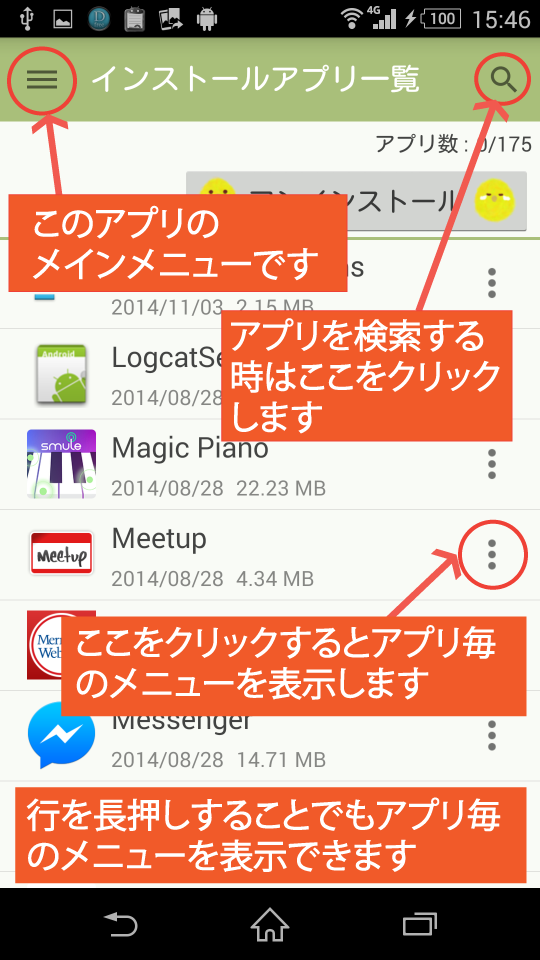 4G
100
15:46
インストールアプリ一覧
アプリ数 : 0/175
アンインストール
このアプリの
メインメニューです
2014/11/03 2.15 MB
アプリを検索する
時はここをクリック
します
Android
LogcatSe
2014/08/28
smule
Magic Piano
2014/08/28 22.23 MB
meetup
Meetup
2014/08/28 4.34 MB
ここをクリックするとアプリ毎
のメニューを表示します
Messenger
2014/08/28 14.71 MB
行を長押しすることでもアプリ毎
のメニューを表示できます